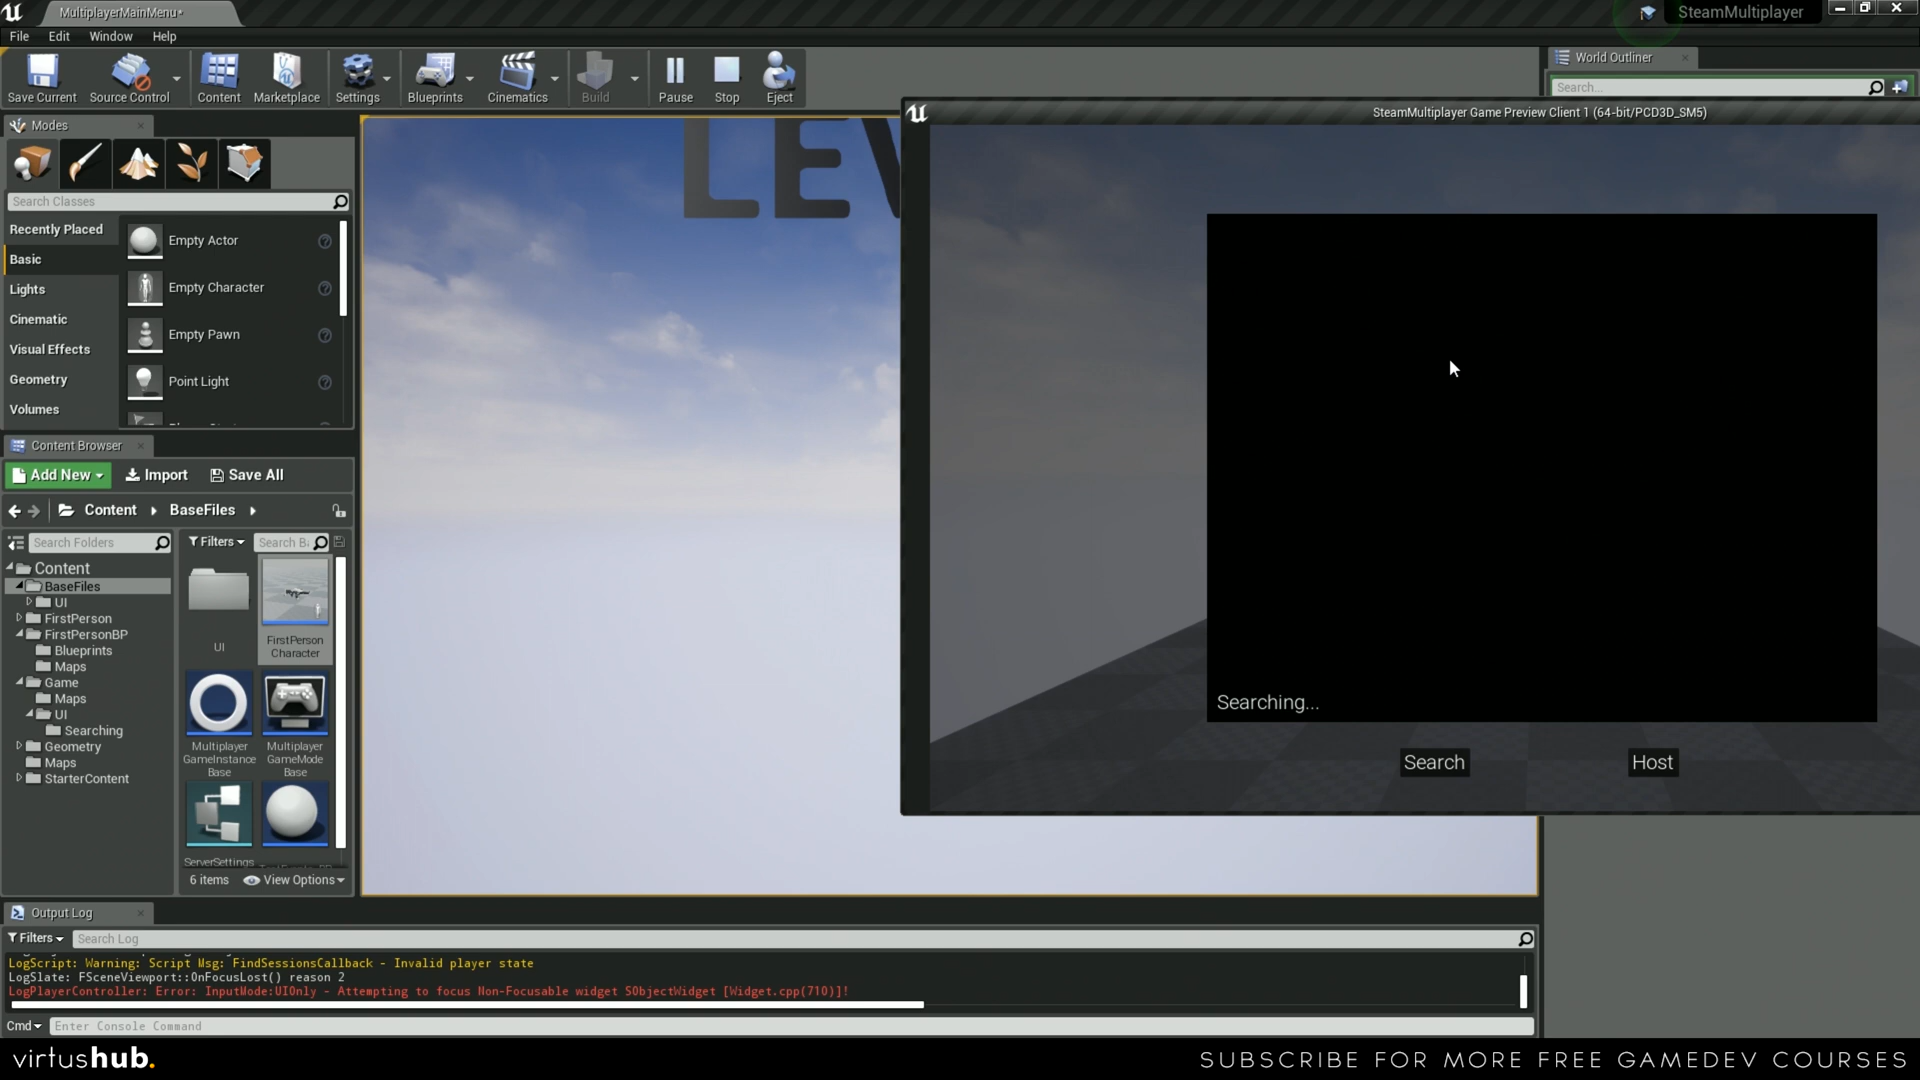 MultiplayerMainMenu*
SteamMultiplayer
File Edit Window Help
Save Current
Source Control
Content
Marketplace
Settings
Blueprints
Cinematics
Build
Pause
Stop
Eject
World Outliner
Search...
Modes
Search Classes
Recently Placed
Basic
Lights
Cinematic
Visual Effects
Geometry
Volumes
Empty Actor
Empty Character
Empty Pawn
Point Light
LEV
SteamMultiplayer Game Preview Client 1 (64-bit/PCD3D_SM5)
Searching...
Search
Host
Content Browser
Add New
Import
Save All
Content
BaseFiles
Search Folders
Filters
Content
BaseFiles
UI
FirstPerson
FirstPersonBP
Blueprints
Maps
Game
Maps
UI
Searching
Geometry
Maps
StarterContent
UI
FirstPerson
Character
Multiplayer
GameInstance
Base
Multiplayer
GameMode
Base
ServerSettings
6 items
View Options
Output Log
Filters
Search Log
LogScript: Warning: Script Msg: FindSessionsCallback - Invalid player state
LogSlate: FSceneViewport::OnFocusLost() reason 2
LogPlayerController: Error: InputMode:UIOnly - Attempting to focus Non-Focusable widget SObjectWidget [Widget.cpp(710)]!
Cmd
Enter Console Command
virtushub.
SUBSCRIBE FOR MORE FREE GAMEDEV COURSES